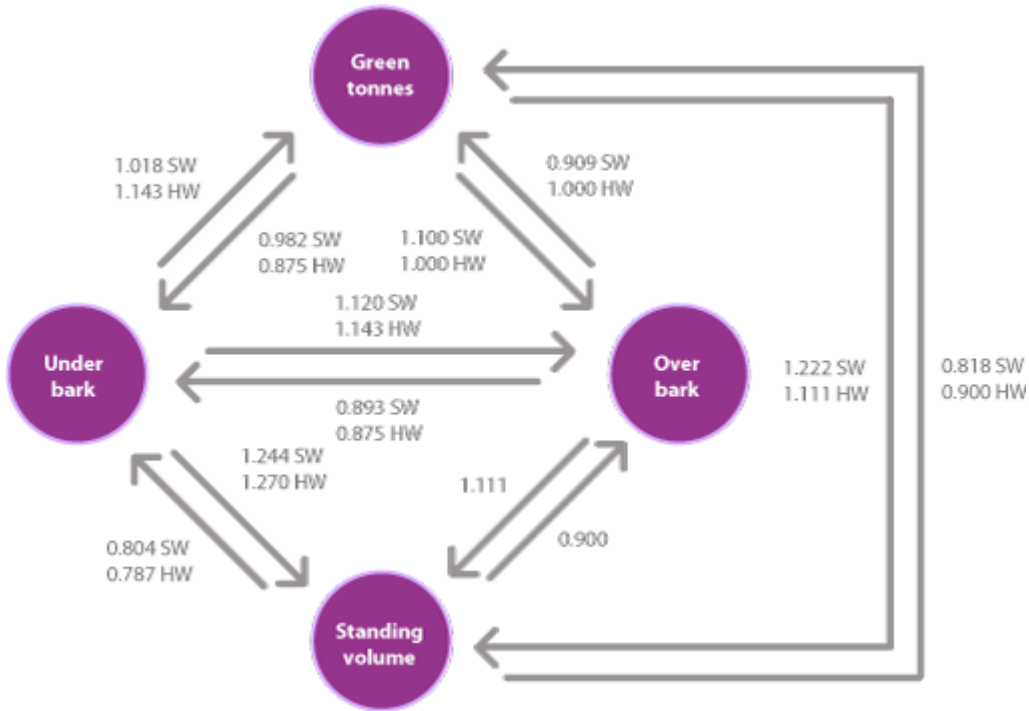 Green
tonnes
1.018 SW
1.143 HW
0.909 SW
1.000 HW
0.982 SW
0.875 HW
1.100 SW
1.000 HW
1.120 SW
1.143 HW
Under
bark
Over
bark
1.222 SW
1.111 HW
0.818 SW
0.900 HW
0.893 SW
0.875 HW
1.244 SW
1.270 HW
1.111
0.900
0.804 SW
0.787 HW
Standing
volume